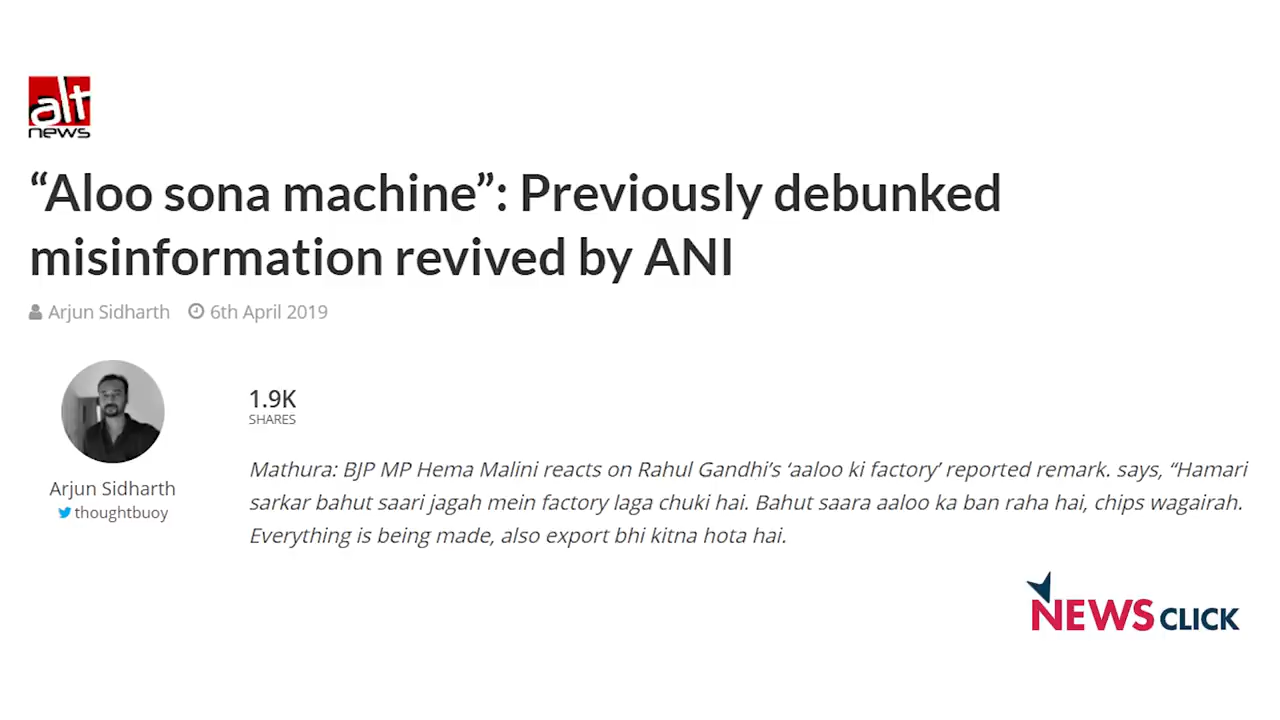 alt
news
“Aloo sona machine”: Previously debunked
misinformation revived by ANI
Arjun Sidharth 6th April 2019
1.9K
SHARES
Arjun Sidharth
thoughtbuoy
Mathura: BJP MP Hema Malini reacts on Rahul Gandhi’s ‘aaloo ki factory’ reported remark. says, “Hamari
sarkar bahut saari jagah mein factory laga chuki hai. Bahut saara aaloo ka ban raha hai, chips wagairah.
Everything is being made, also export bhi kitna hota hai.
NEWSCLICK